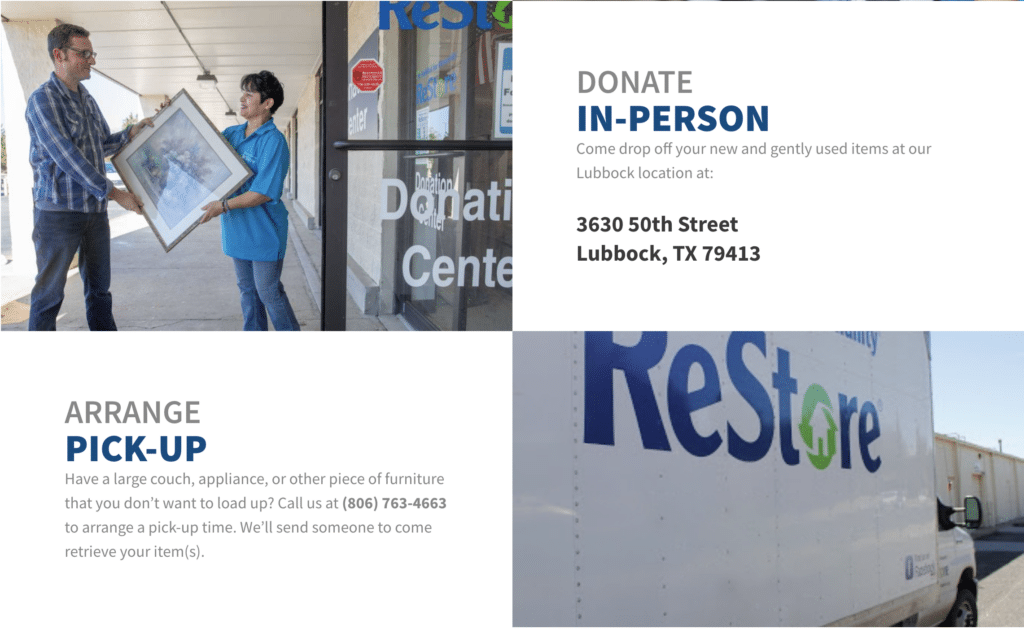 ReStore
Donation
Center
DONATE
IN-PERSON
Come drop off your new and gently used items at our
Lubbock location at:
3630 50th Street
Lubbock, TX 79413
ARRANGE
PICK-UP
Have a large couch, appliance, or other piece of furniture
that you don’t want to load up? Call us at (806) 763-4663
to arrange a pick-up time. We’ll send someone to come
retrieve your item(s).
ReStore